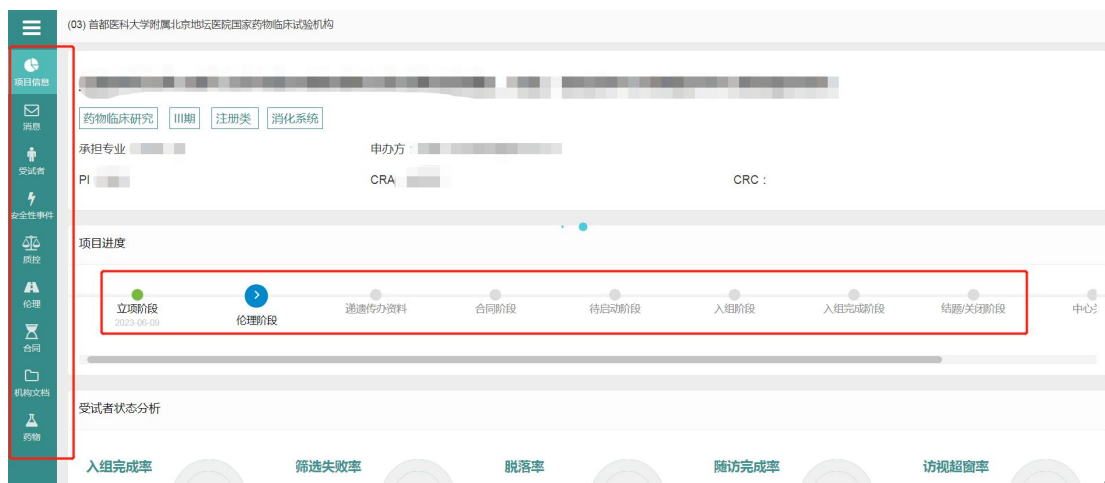 (03) 首都医科大学附属北京地坛医院国家药物临床试验机构
项目信息
消息
受试者
安全性事件
质控
伦理
合同
机构文档
药物
药物临床研究 III期 注册类 消化系统
承担专业 申办方：
PI CRA CRC：
项目进度
立项阶段 伦理阶段 递遗传办资料 合同阶段 待启动阶段 入组阶段 入组完成阶段 结题/关闭阶段 中心
2023-06-09
受试者状态分析
入组完成率 筛选失败率 脱落率 随访完成率 访视超窗率